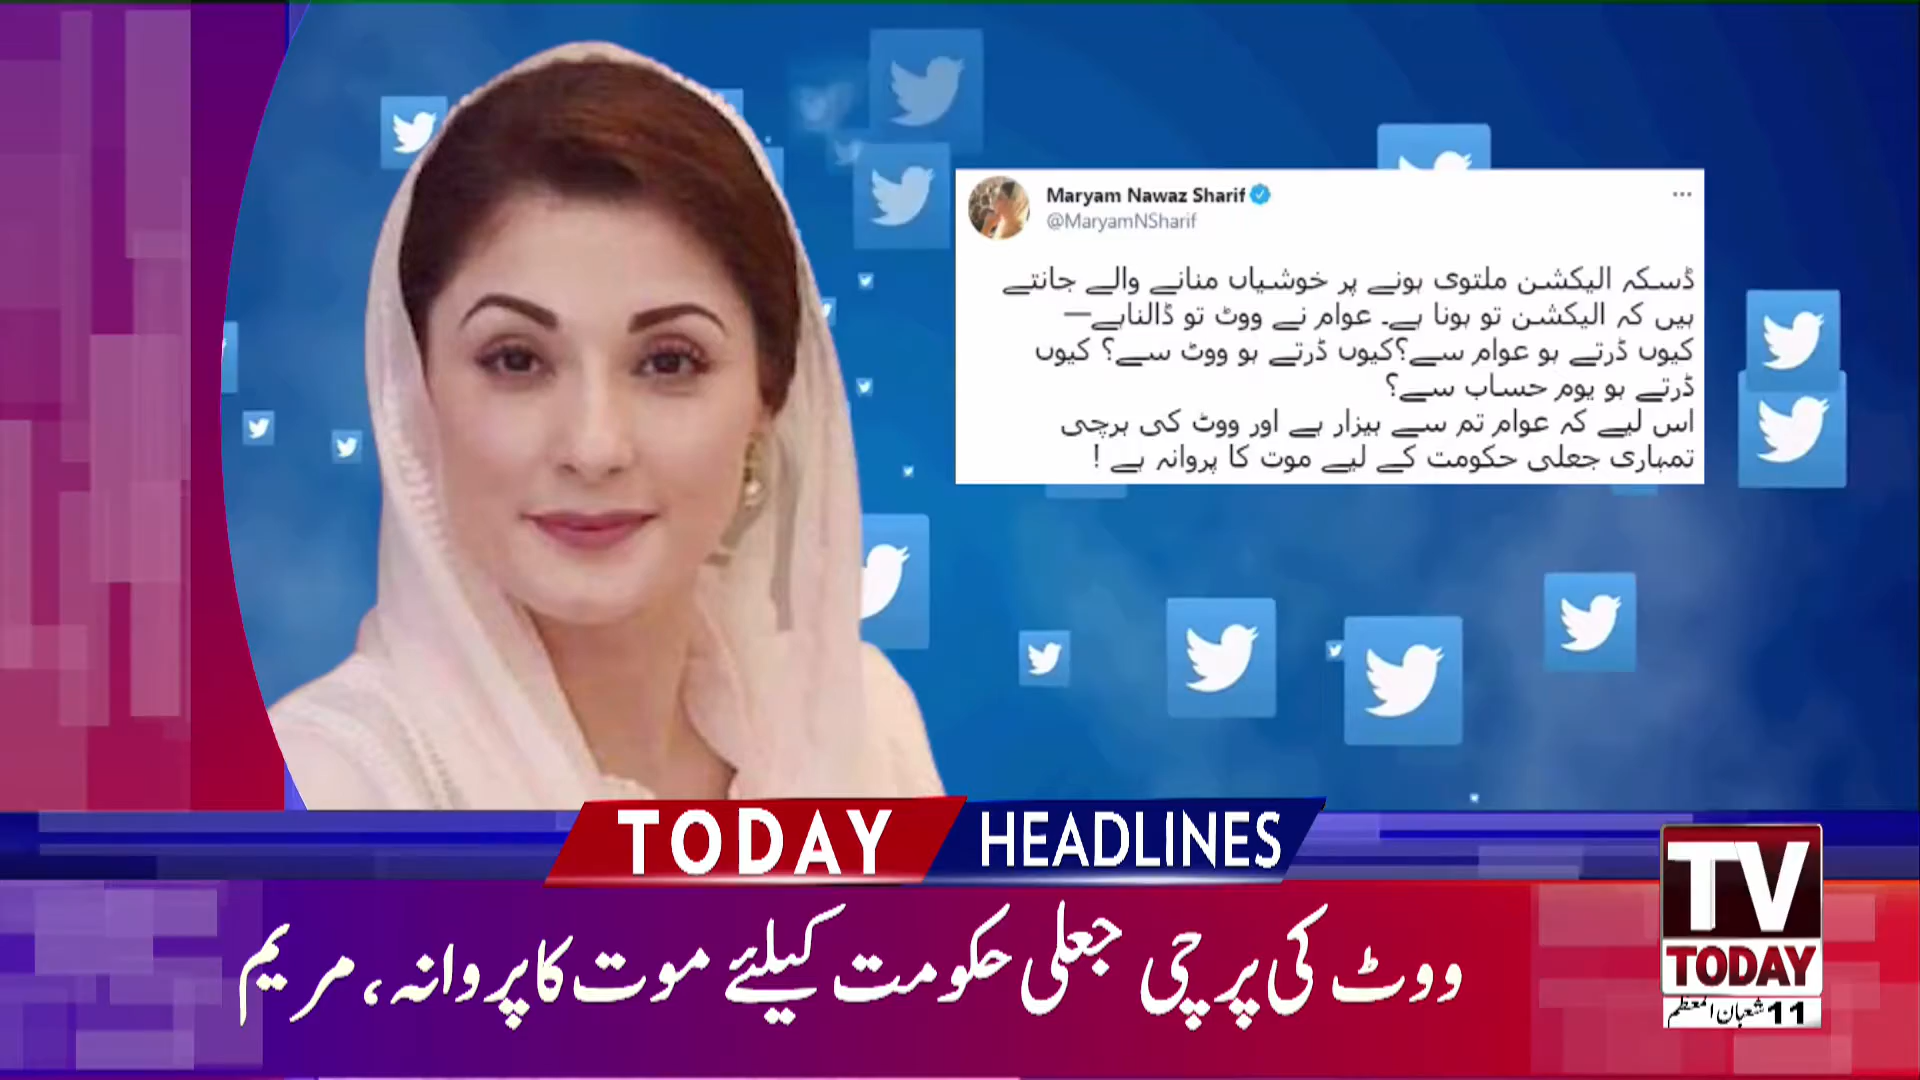 Maryam Nawaz Sharif
@MaryamNSharif
ڈسکہ الیکشن ملتوی ہونے پر خوشیاں منانے والے جانتے
ہیں کہ الیکشن تو ہونا ہے۔ عوام نے ووٹ تو ڈالناہے—
کیوں ڈرتے ہو عوام سے؟کیوں ڈرتے ہو ووٹ سے؟ کیوں
ڈرتے ہو یوم حساب سے؟
اس لیے کہ عوام تم سے بیزار ہے اور ووٹ کی ہرچی
تمہاری جعلی حکومت کے لیے موت کا پروانہ ہے !
TODAY HEADLINES
ووٹ کی پرچی جعلی حکومت کیلئے موت کا پروانہ، مریم
TV
TODAY
11 شعبان المعظم